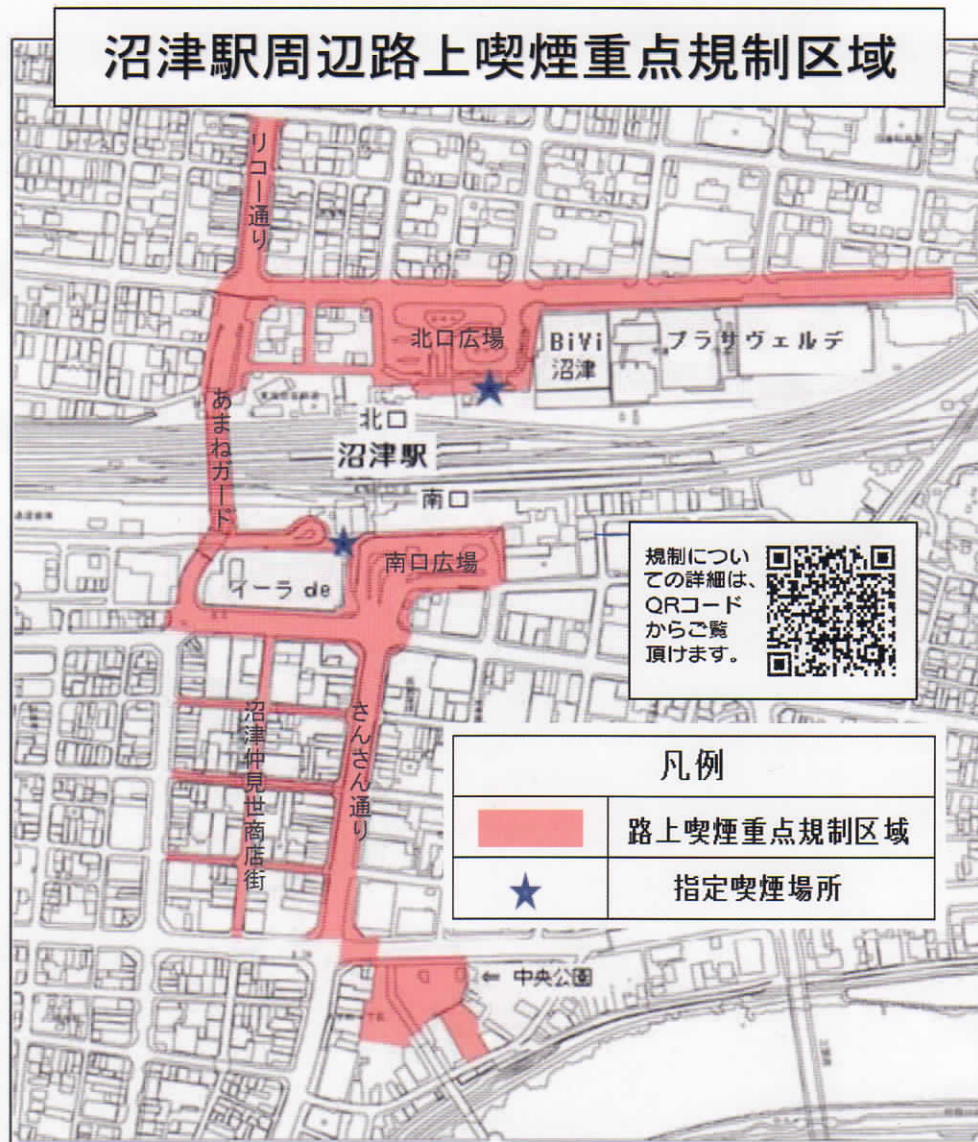 沼津駅周辺路上喫煙重点規制区域
リコー通り
北口広場
BiVi
沼津
プラサヴェルデ
北口
あまねガード
沼津駅
南口
南口広場
イーラde
規制につい
ての詳細は、
QRコード
からご覧
頂けます。
沼津仲見世商店街
さんさん通り
凡例
路上喫煙重点規制区域
★
指定喫煙場所
⇐ 中央公園